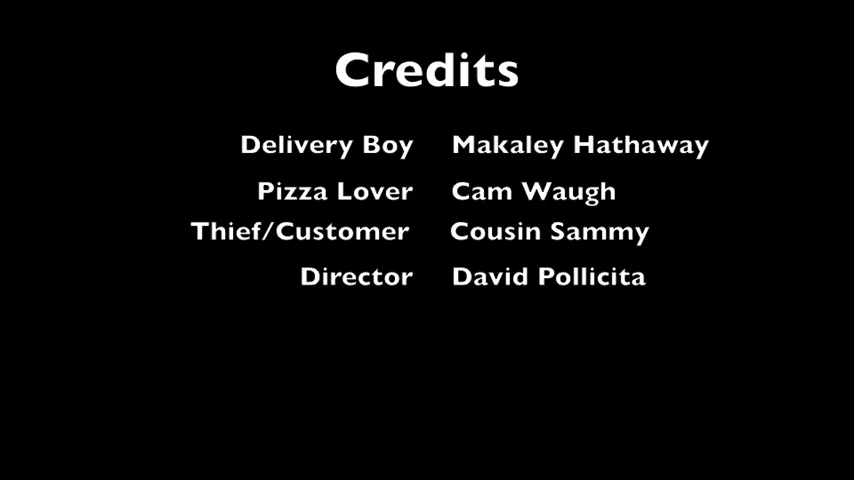 Credits
Delivery Boy Makaley Hathaway
Pizza Lover Cam Waugh
Thief/Customer Cousin Sammy
Director David Pollicita